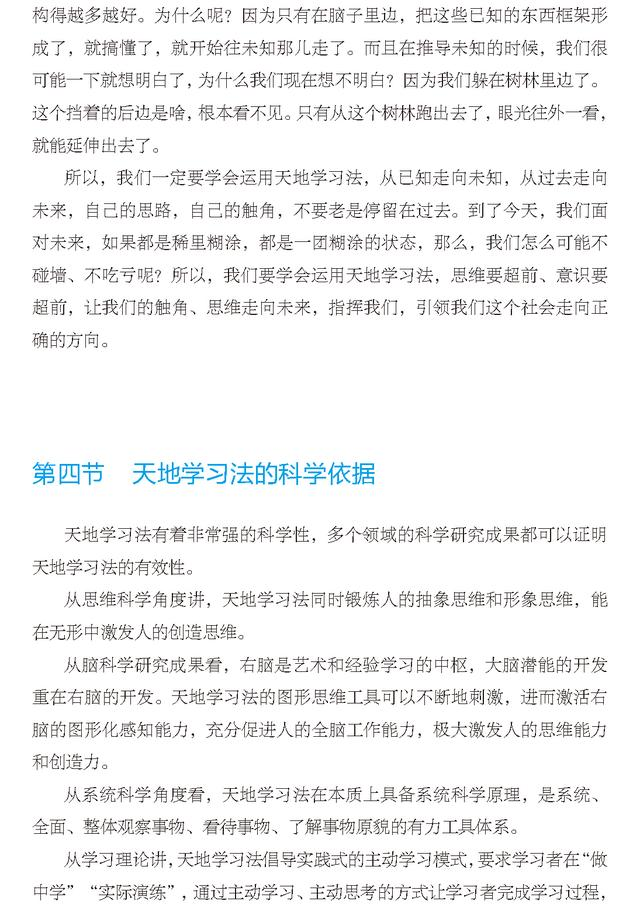 构得越多越好。为什么呢？因为只有在脑子里边，把这些已知的东西框架形
成了，就搞懂了，就开始往未知那儿走了。而且在推导未知的时候，我们很
可能一下就想明白了，为什么我们现在想不明白？因为我们躲在树林里边了。
这个挡着的后边是啥，根本看不见。只有从这个树林跑出去了，眼光往外一看，
就能延伸出去了。
所以，我们一定要学会运用天地学习法，从已知走向未知，从过去走向
未来，自己的思路，自己的触角，不要老是停留在过去。到了今天，我们面
对未来，如果都是稀里糊涂，都是一团糊涂的状态，那么，我们怎么可能不
碰墙、不吃亏呢？所以，我们要学会运用天地学习法，思维要超前、意识要
超前，让我们的触角、思维走向未来，指挥我们，引领我们这个社会走向正
确的方向。
第四节 天地学习法的科学依据
天地学习法有着非常强的科学性，多个领域的科学研究成果都可以证明
天地学习法的有效性。
从思维科学角度讲，天地学习法同时锻炼人的抽象思维和形象思维，能
在无形中激发人的创造思维。
从脑科学研究成果看，右脑是艺术和经验学习的中枢，大脑潜能的开发
重在右脑的开发。天地学习法的图形思维工具可以不断地刺激，进而激活右
脑的图形化感知能力，充分促进人的全脑工作能力，极大激发人的思维能力
和创造力。
从系统科学角度看，天地学习法在本质上具备系统科学原理，是系统、
全面、整体观察事物、看待事物、了解事物原貌的有力工具体系。
从学习理论讲，天地学习法倡导实践式的主动学习模式，要求学习者在“做
中学”“实际演练”，通过主动学习、主动思考的方式让学习者完成学习过程，